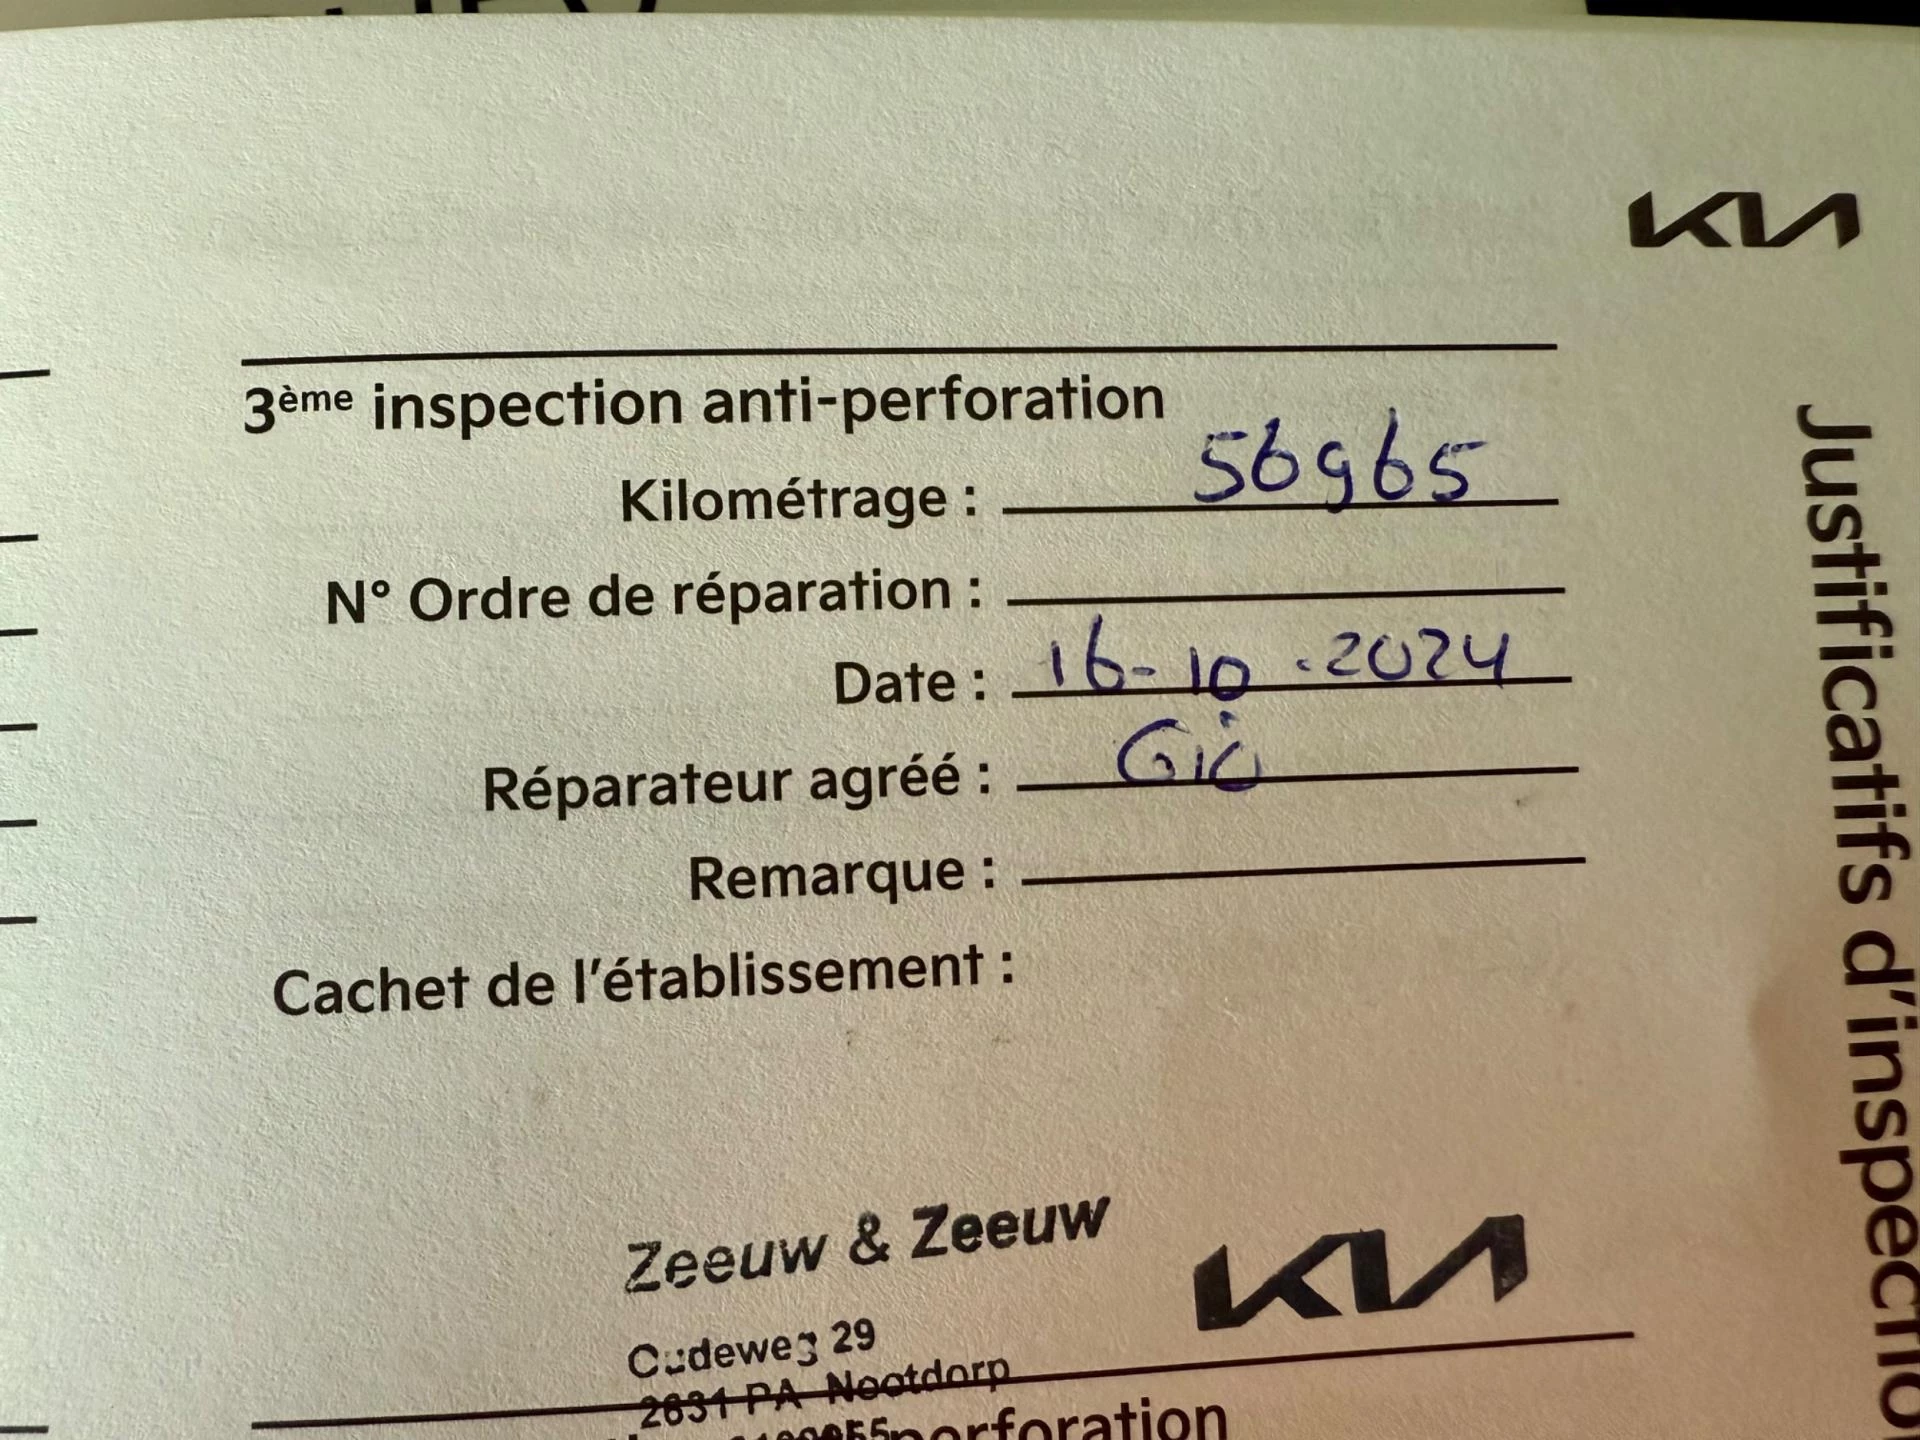 KIA
3ème inspection anti-perforation
Kilométrage : 56965
N° Ordre de réparation :
Date : 16-10-2024
Réparateur agréé : Gio
Remarque :
Cachet de l'établissement :
Zeeuw & Zeeuw
KIA
Oudeweg 29
2631 PA Nootdorp
perforation
Justificatifs d'inspection